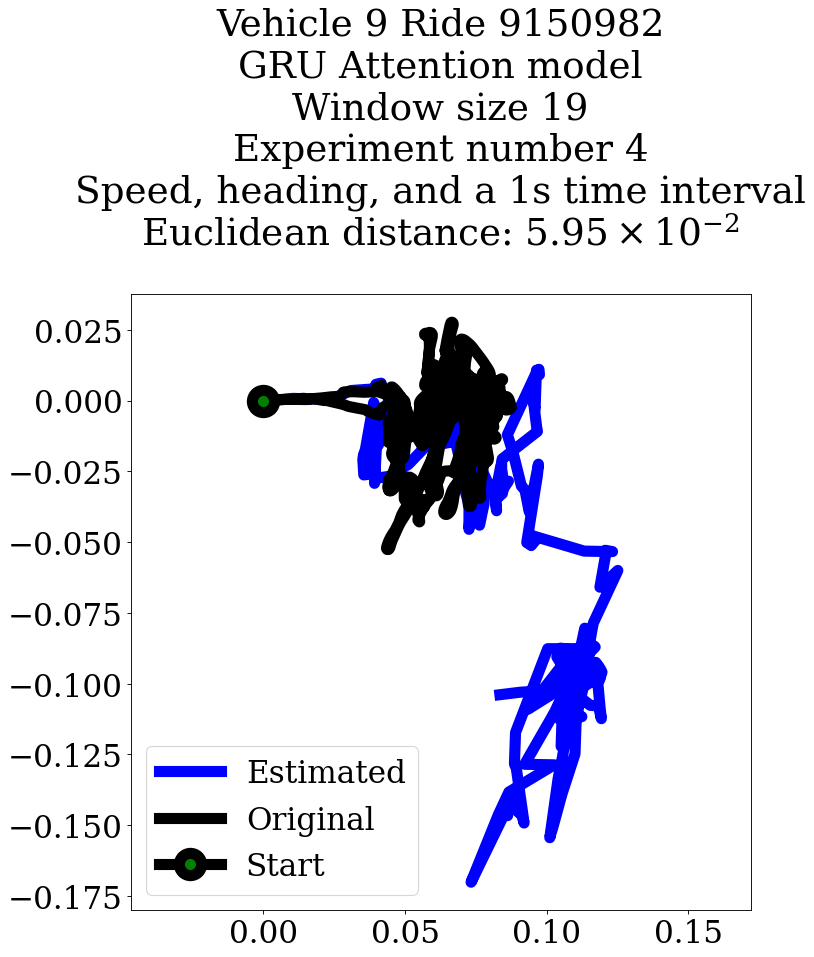 Vehicle 9 Ride 9150982
GRU Attention model
Window size 19
Experiment number 4
Speed, heading, and a 1s time interval
Euclidean distance: 5.95 × 10⁻²
0.025
0.000
−0.025
−0.050
−0.075
−0.100
−0.125
−0.150
−0.175
Estimated
Original
Start
0.00 0.05 0.10 0.15